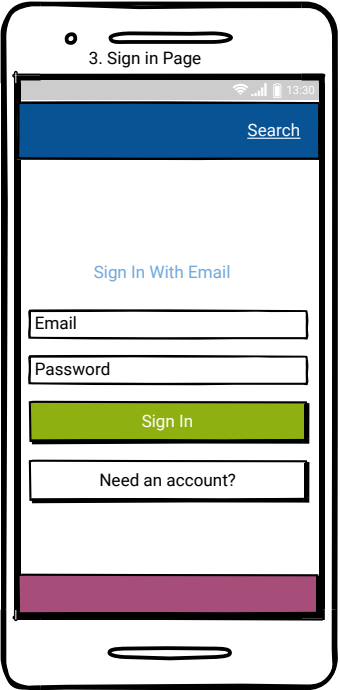 3. Sign in Page
13:30
Search
Sign In With Email
Email
Password
Sign In
Need an account?